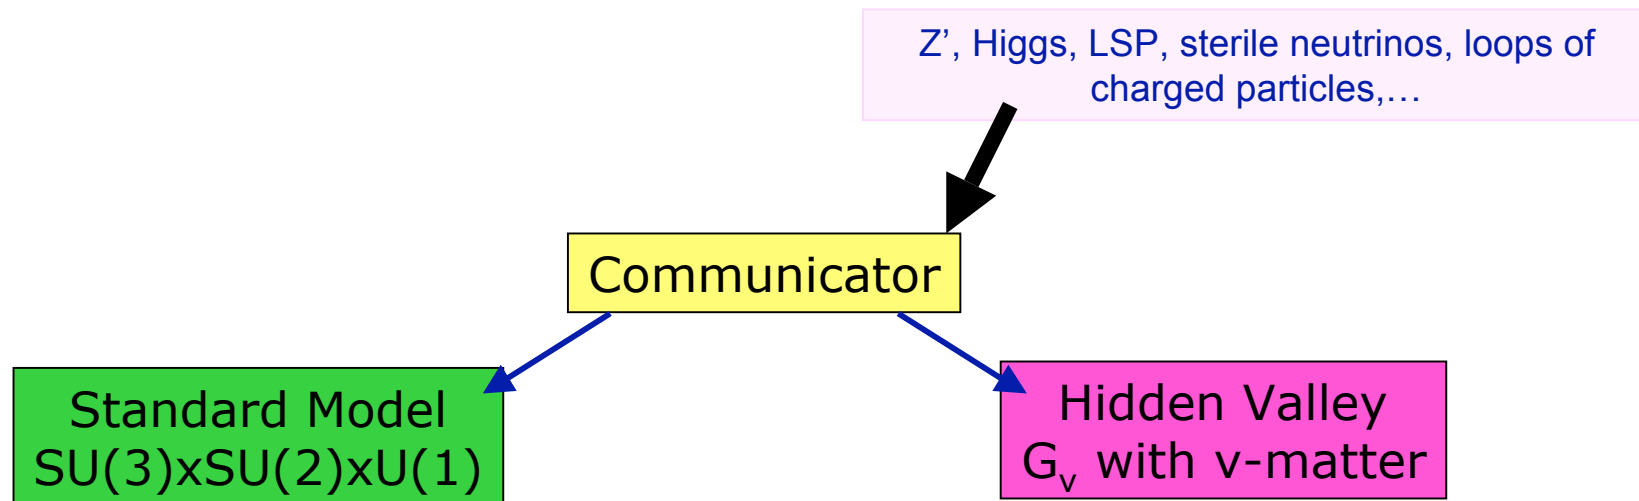 Z’, Higgs, LSP, sterile neutrinos, loops of
charged particles,…
Communicator
Standard Model
SU(3)xSU(2)xU(1)
Hidden Valley
Gv with v-matter